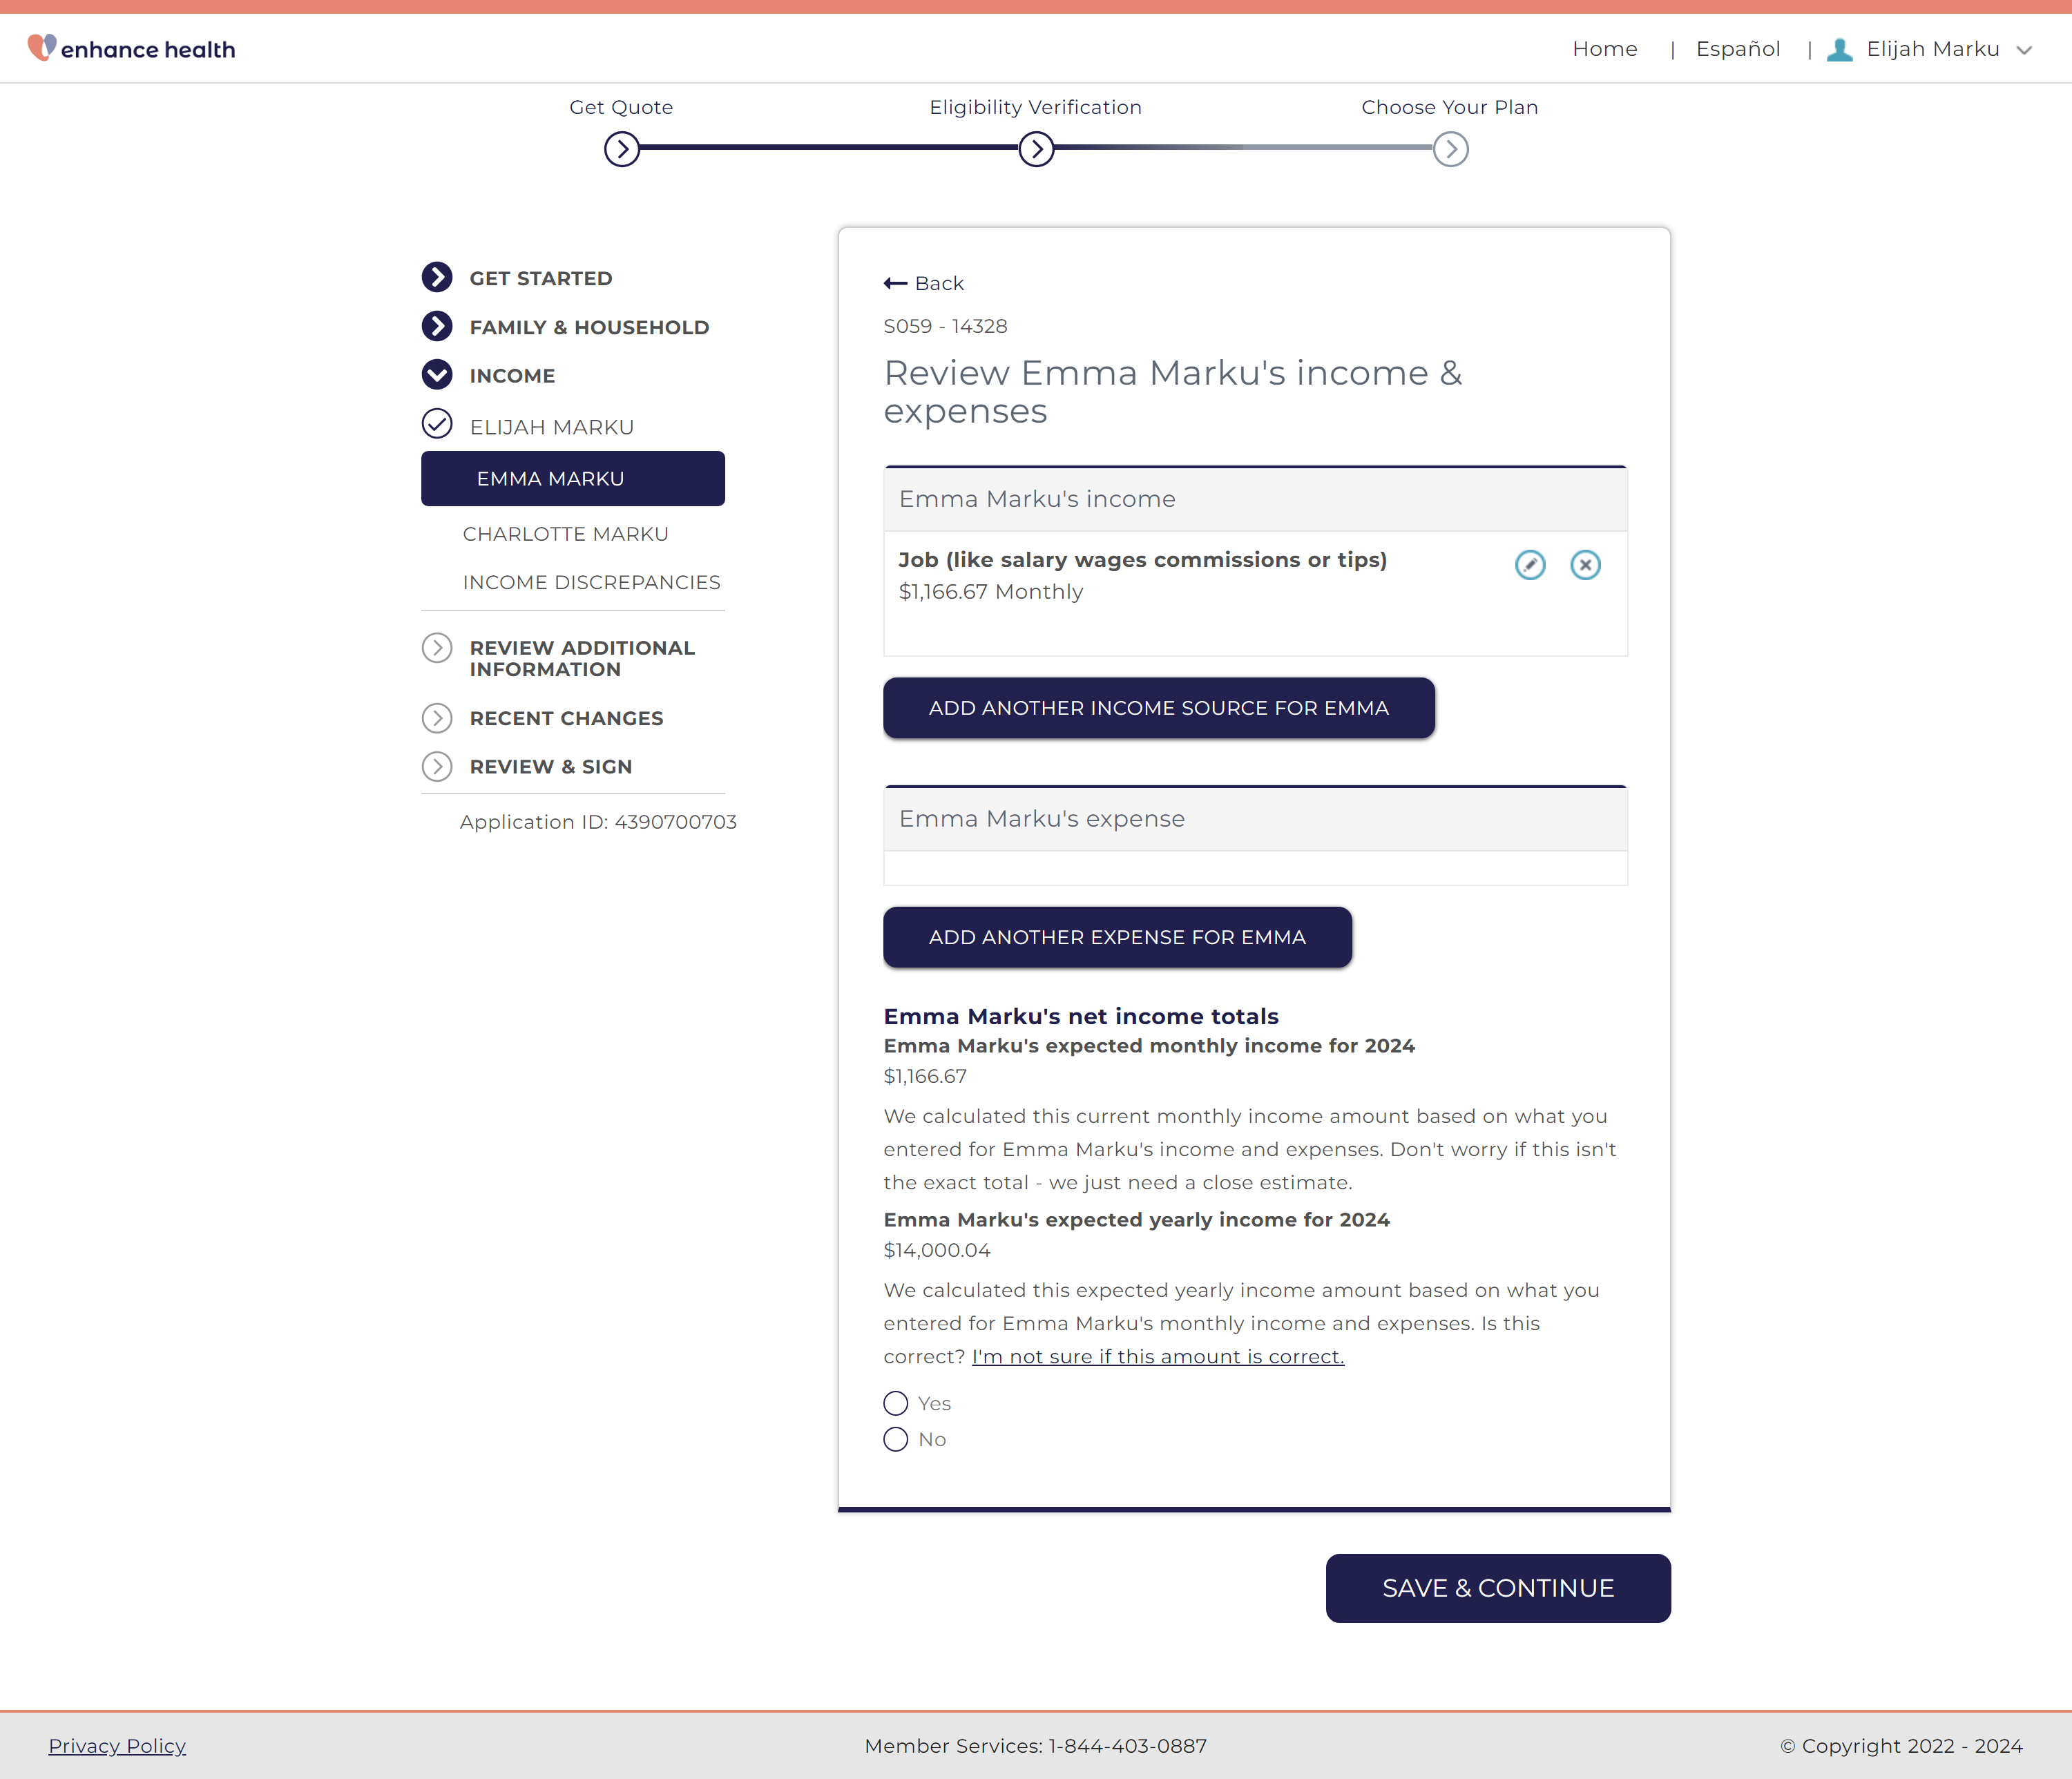 enhance health
Home | Español | Elijah Marku
Get Quote
Eligibility Verification
Choose Your Plan
GET STARTED
FAMILY & HOUSEHOLD
INCOME
ELIJAH MARKU
EMMA MARKU
CHARLOTTE MARKU
INCOME DISCREPANCIES
REVIEW ADDITIONAL
INFORMATION
RECENT CHANGES
REVIEW & SIGN
Application ID: 4390700703
Back
S059 - 14328
Review Emma Marku's income &
expenses
Emma Marku's income
Job (like salary wages commissions or tips)
$1,166.67 Monthly
ADD ANOTHER INCOME SOURCE FOR EMMA
Emma Marku's expense
ADD ANOTHER EXPENSE FOR EMMA
Emma Marku's net income totals
Emma Marku's expected monthly income for 2024
$1,166.67
We calculated this current monthly income amount based on what you
entered for Emma Marku's income and expenses. Don't worry if this isn't
the exact total - we just need a close estimate.
Emma Marku's expected yearly income for 2024
$14,000.04
We calculated this expected yearly income amount based on what you
entered for Emma Marku's monthly income and expenses. Is this
correct? I'm not sure if this amount is correct.
Yes
No
SAVE & CONTINUE
Privacy Policy
Member Services: 1-844-403-0887
© Copyright 2022 - 2024